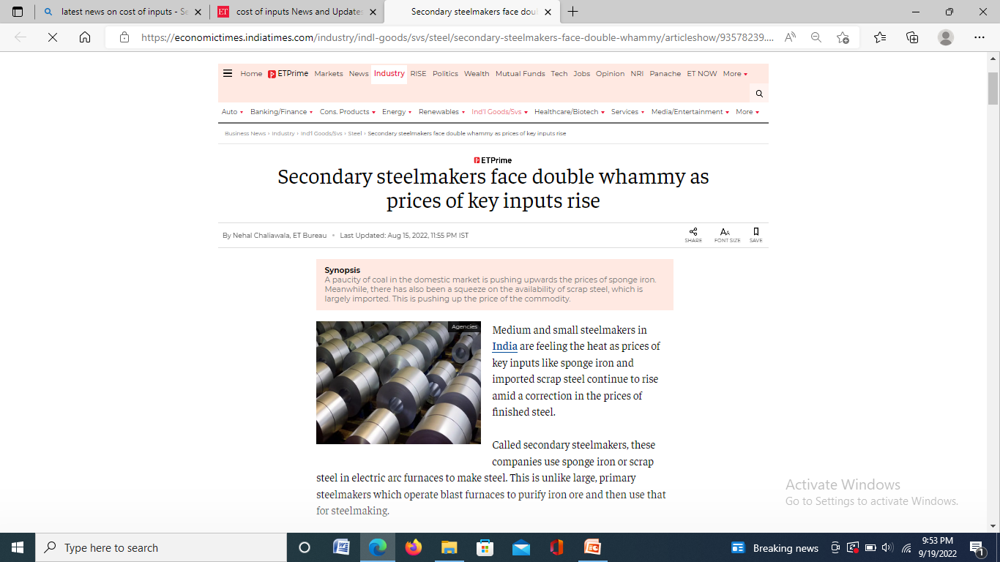 latest news on cost of inputs - Se
cost of inputs News and Updates
Secondary steelmakers face doub
https://economictimes.indiatimes.com/industry/indl-goods/svs/steel/secondary-steelmakers-face-double-whammy/articleshow/93578239....
Home ETPrime Markets News Industry RISE Politics Wealth Mutual Funds Tech Jobs Opinion NRI Panache ET NOW More
Auto Banking/Finance Cons. Products Energy Renewables Ind'l Goods/Svs Healthcare/Biotech Services Media/Entertainment More
Business News › Industry › Ind'l Goods/Svs › Steel › Secondary steelmakers face double whammy as prices of key inputs rise
ETPrime
Secondary steelmakers face double whammy as
prices of key inputs rise
By Nehal Chaliawala, ET Bureau • Last Updated: Aug 15, 2022, 11:55 PM IST
SHARE FONT SIZE SAVE
Synopsis
A paucity of coal in the domestic market is pushing upwards the prices of sponge iron.
Meanwhile, there has also been a squeeze on the availability of scrap steel, which is
largely imported. This is pushing up the price of the commodity.
Agencies
Medium and small steelmakers in
India are feeling the heat as prices of
key inputs like sponge iron and
imported scrap steel continue to rise
amid a correction in the prices of
finished steel.
Called secondary steelmakers, these
companies use sponge iron or scrap
steel in electric arc furnaces to make steel. This is unlike large, primary
steelmakers which operate blast furnaces to purify iron ore and then use that
for steelmaking.
Activate Windows
Go to Settings to activate Windows.
Type here to search
Breaking news
9:53 PM
9/19/2022
1